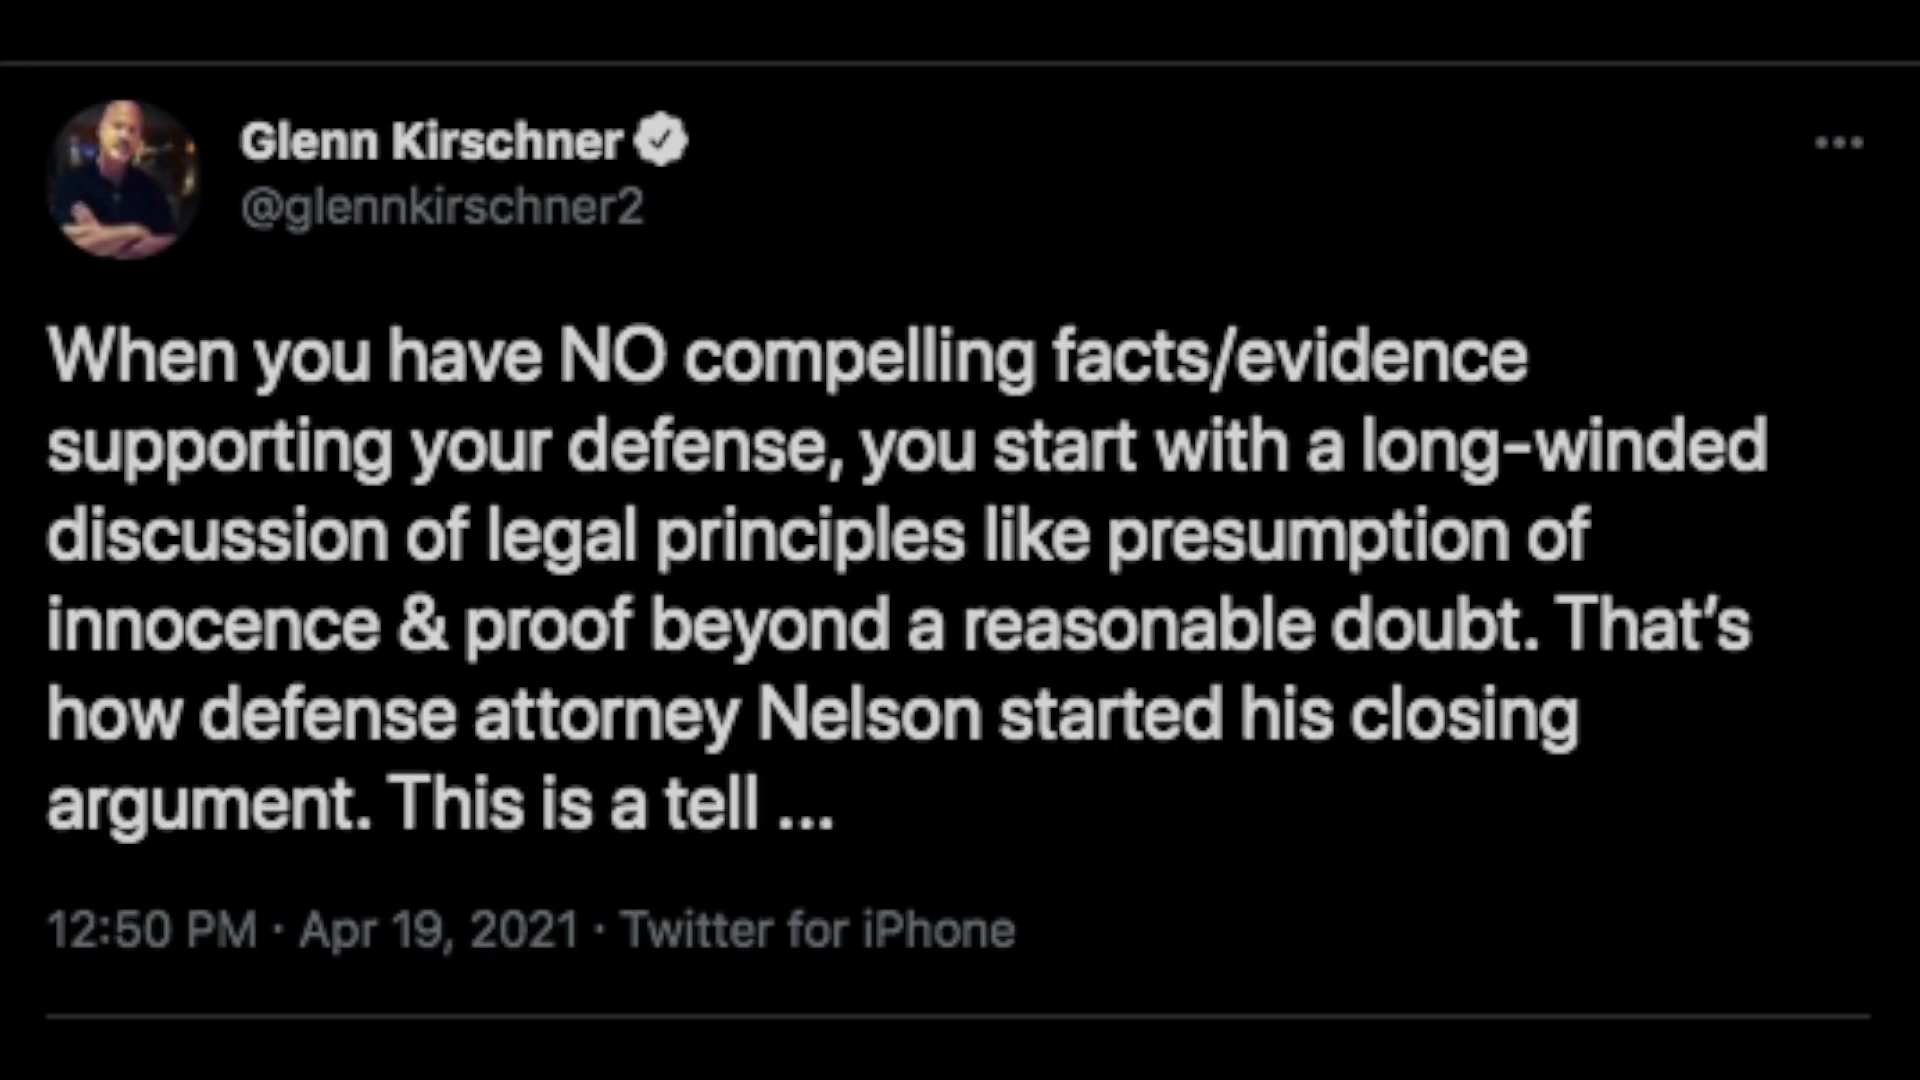 Glenn Kirschner
@glennkirschner2
When you have NO compelling facts/evidence
supporting your defense, you start with a long-winded
discussion of legal principles like presumption of
innocence & proof beyond a reasonable doubt. That’s
how defense attorney Nelson started his closing
argument. This is a tell ...
12:50 PM · Apr 19, 2021 · Twitter for iPhone